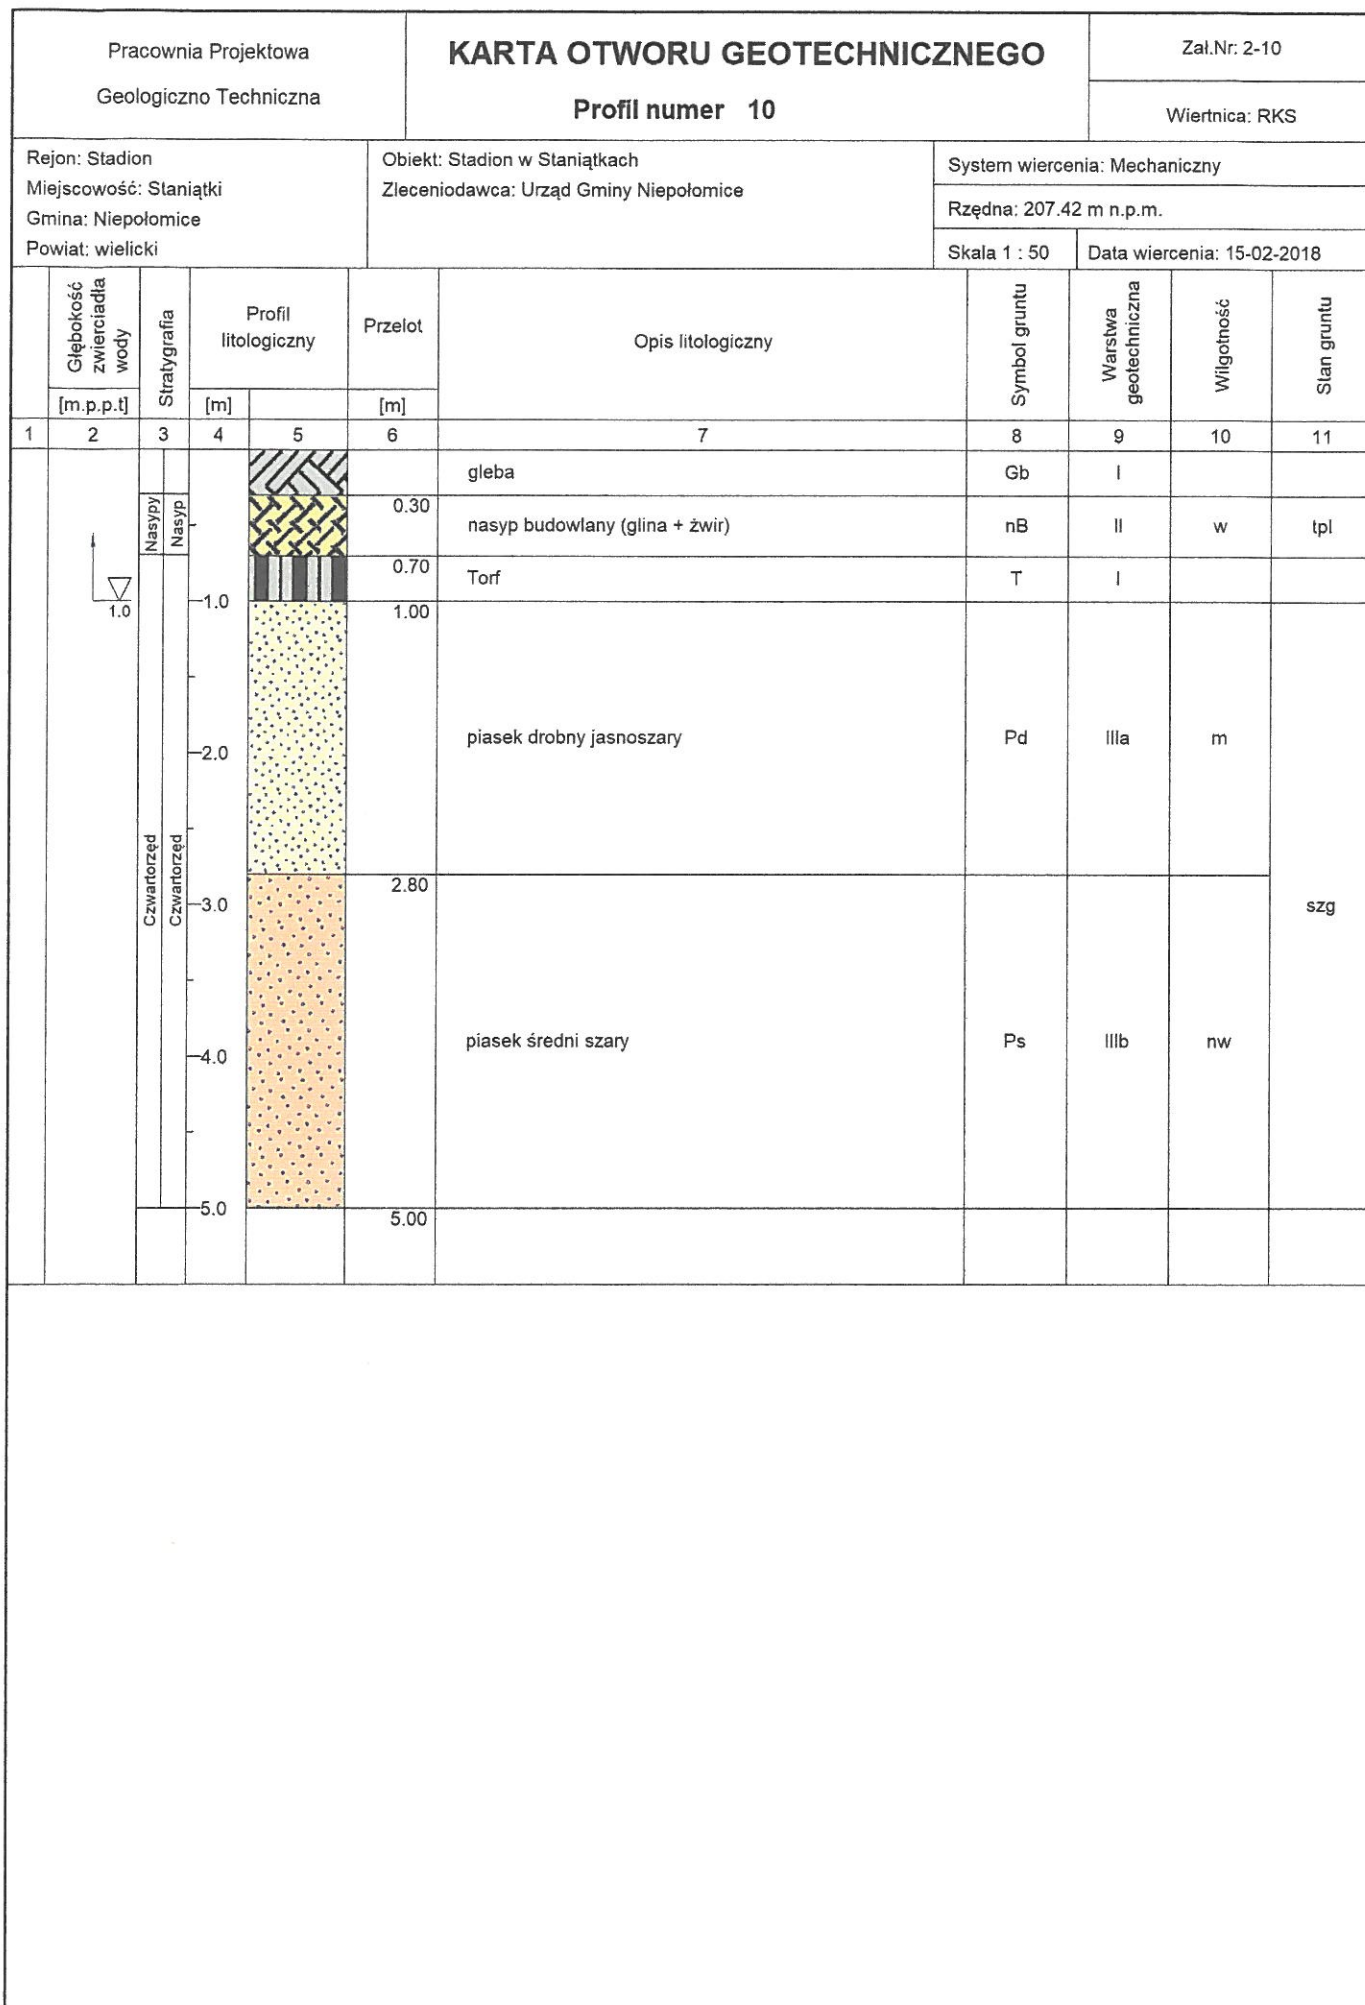 Pracownia Projektowa
Geologiczno Techniczna
KARTA OTWORU GEOTECHNICZNEGO
Profil numer 10
Zał.Nr: 2-10
Wiertnica: RKS
Rejon: Stadion
Miejscowość: Staniątki
Gmina: Niepołomice
Powiat: wielicki
Obiekt: Stadion w Staniątkach
Zleceniodawca: Urząd Gminy Niepołomice
System wiercenia: Mechaniczny
Rzędna: 207.42 m n.p.m.
Skala 1 : 50
Data wiercenia: 15-02-2018
Głębokość
zwierciadła
wody
[m.p.p.t]
Stratygrafia
Profil
litologiczny
[m]
Przelot
[m]
Opis litologiczny
Symbol gruntu
Warstwa
geotechniczna
Wilgotność
Stan gruntu
1 2 3 4 5 6 7 8 9 10 11
gleba Gb I
Nasypy
Nasyp
0.30
nasyp budowlany (glina + żwir) nB II w tpl
0.70
Torf T I
1.0
1.0
1.00
piasek drobny jasnoszary Pd IIIa m
2.0
2.80
Czwartorzęd
Czwartorzęd
3.0
szg
piasek średni szary Ps IIIb nw
4.0
5.0
5.00